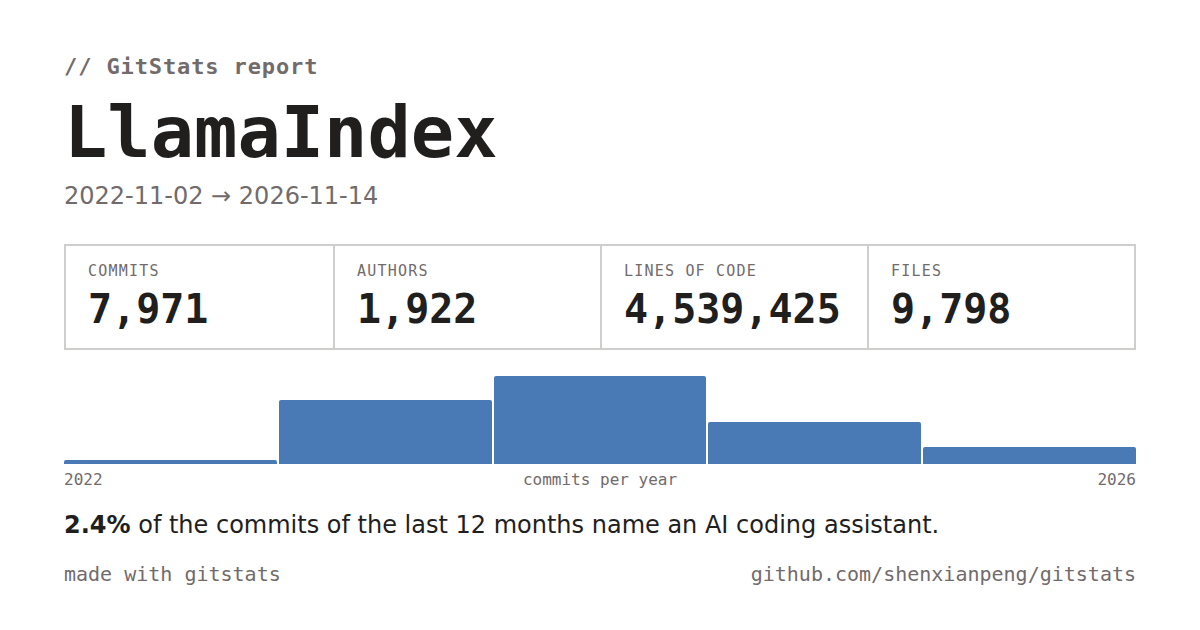 // GitStats report
LlamaIndex
2022-11-02 → 2026-11-14
COMMITS
7,971
AUTHORS
1,922
LINES OF CODE
4,539,425
FILES
9,798
2022
commits per year
2026
2.4% of the commits of the last 12 months name an AI coding assistant.
made with gitstats
github.com/shenxianpeng/gitstats